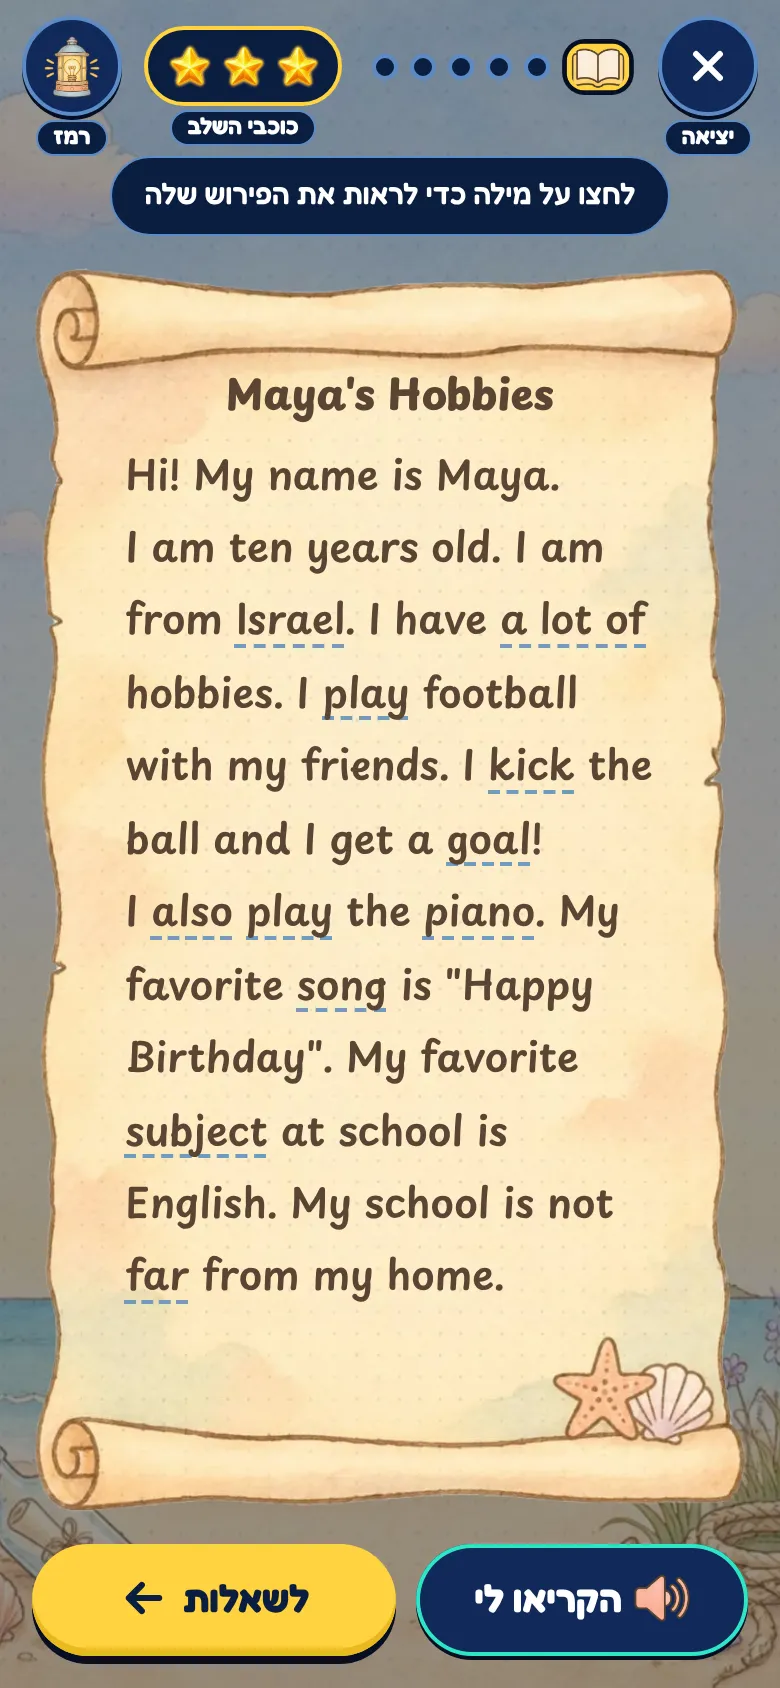 רמז
כוכבי השלב
יציאה
לחצו על מילה כדי לראות את הפירוש שלה
Maya's Hobbies
Hi! My name is Maya.
I am ten years old. I am
from Israel. I have a lot of
hobbies. I play football
with my friends. I kick the
ball and I get a goal!
I also play the piano. My
favorite song is "Happy
Birthday". My favorite
subject at school is
English. My school is not
far from my home.
הקריאו לי
לשאלות